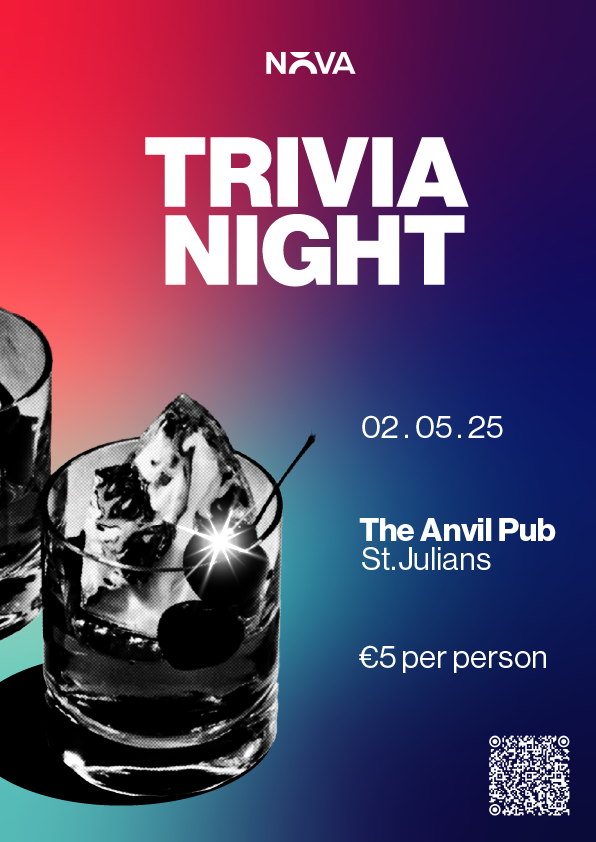 NOVA
TRIVIA
NIGHT
02.05.25
The Anvil Pub
St.Julians
€5 per person